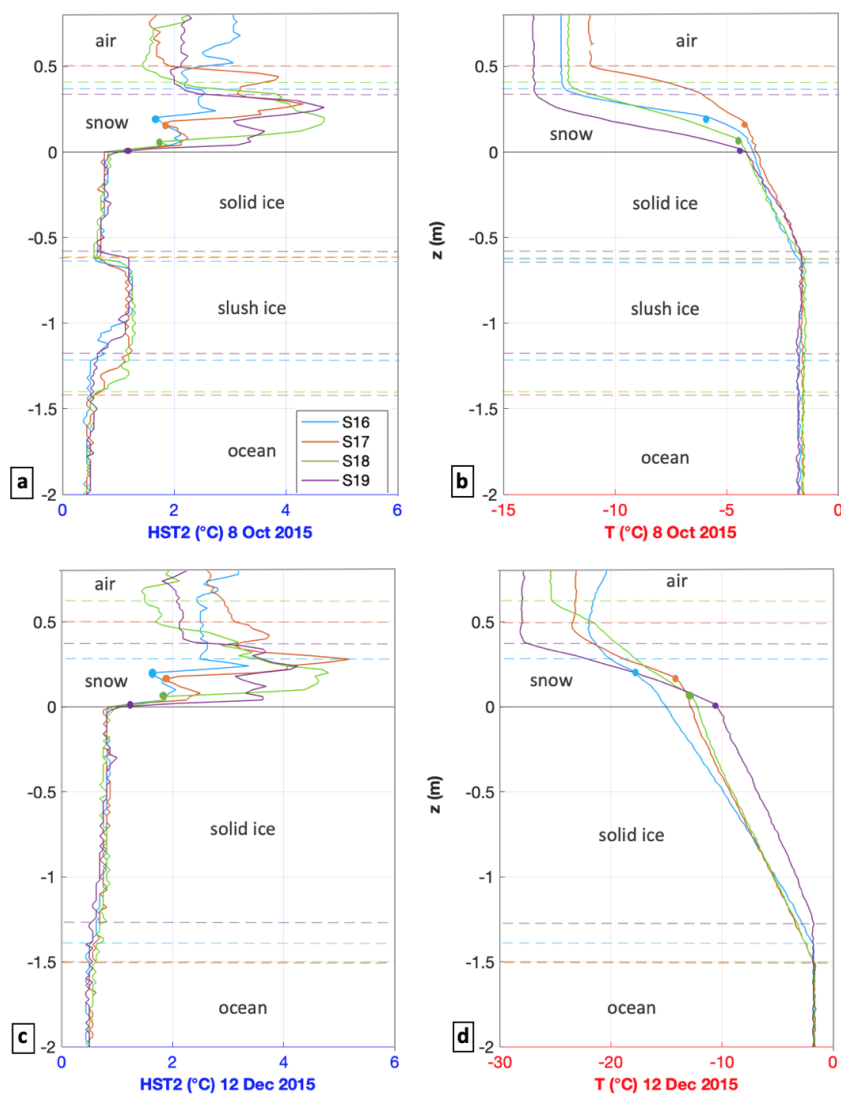 air
snow
solid ice
slush ice
ocean
S16
S17
S18
S19
0.5
0
-0.5
-1
-1.5
-2
0 2 4 6
HST2 (°C) 8 Oct 2015
a
air
snow
solid ice
slush ice
ocean
z (m)
0.5
0
-0.5
-1
-1.5
-2
-15 -10 -5 0
T (°C) 8 Oct 2015
b
air
snow
solid ice
ocean
0.5
0
-0.5
-1
-1.5
-2
0 2 4 6
HST2 (°C) 12 Dec 2015
c
air
snow
solid ice
ocean
z (m)
0.5
0
-0.5
-1
-1.5
-2
-30 -20 -10 0
T (°C) 12 Dec 2015
d